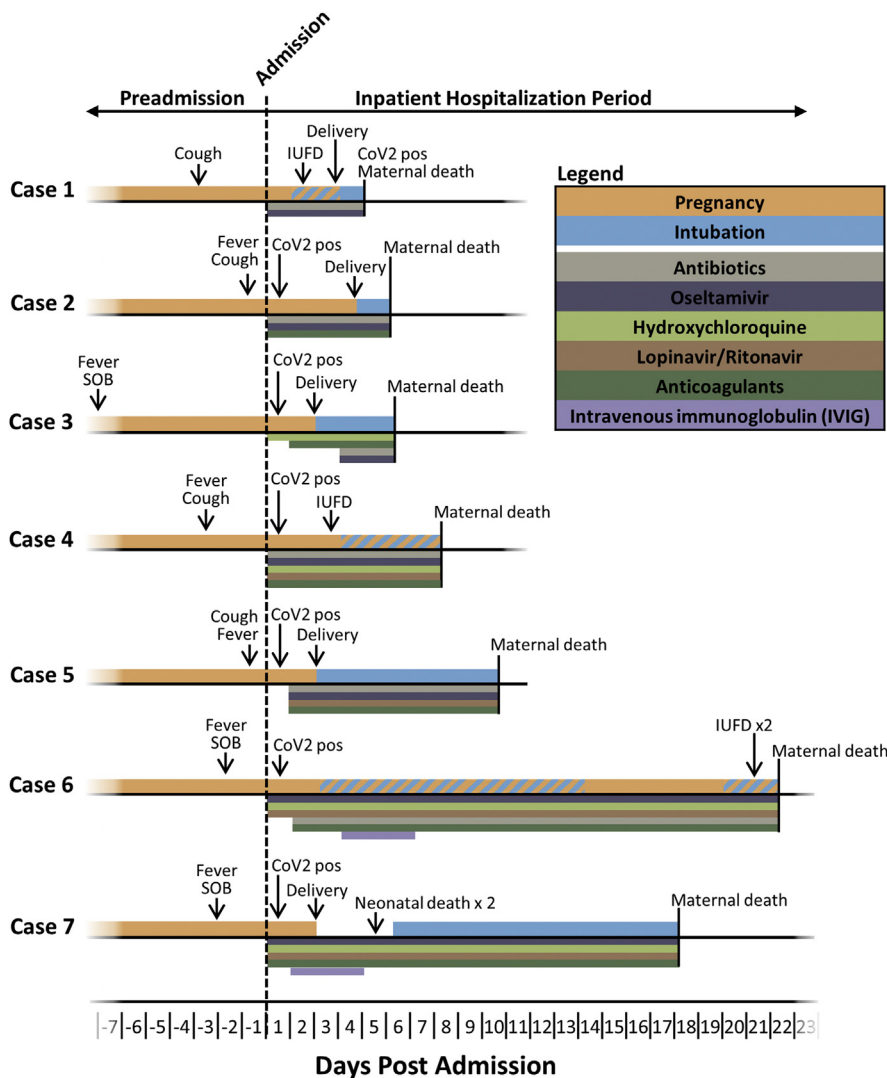 Admission
Preadmission
Inpatient Hospitalization Period
Case 1
Cough
IUFD
Delivery
CoV2 pos
Maternal death
Legend
Pregnancy
Intubation
Antibiotics
Oseltamivir
Hydroxychloroquine
Lopinavir/Ritonavir
Anticoagulants
Intravenous immunoglobulin (IVIG)
Case 2
Fever
Cough
CoV2 pos
Delivery
Maternal death
Case 3
Fever
SOB
CoV2 pos
Delivery
Maternal death
Case 4
Fever
Cough
CoV2 pos
IUFD
Maternal death
Case 5
Cough
Fever
CoV2 pos
Delivery
Maternal death
Case 6
Fever
SOB
CoV2 pos
IUFD x2
Maternal death
Case 7
Fever
SOB
CoV2 pos
Delivery
Neonatal death x 2
Maternal death
-7 -6 -5 -4 -3 -2 -1 1 2 3 4 5 6 7 8 9 10 11 12 13 14 15 16 17 18 19 20 21 22 23
Days Post Admission